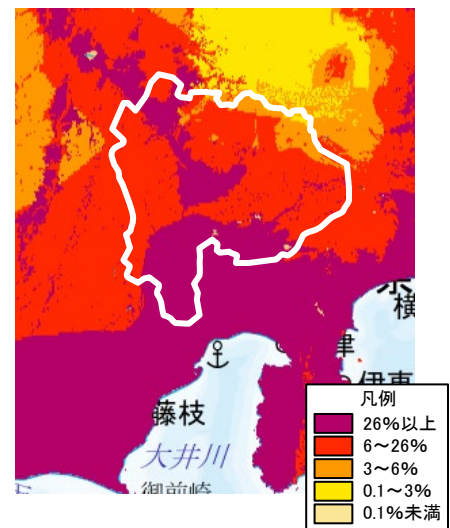 横
津
伊東
藤枝
大井川
御前崎
凡例
26%以上
6～26%
3～6%
0.1～3%
0.1%未満